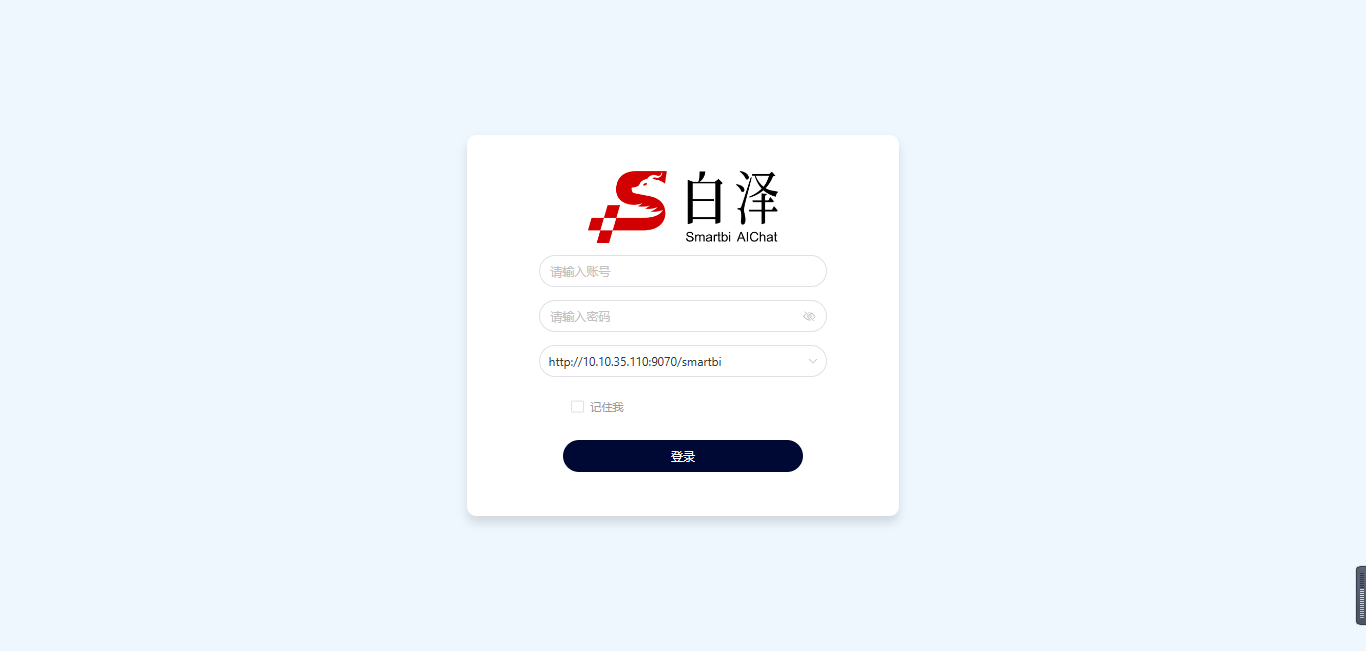 白泽
Smartbi AIChat
请输入账号
请输入密码
http://10.10.35.110:9070/smartbi
记住我
登录